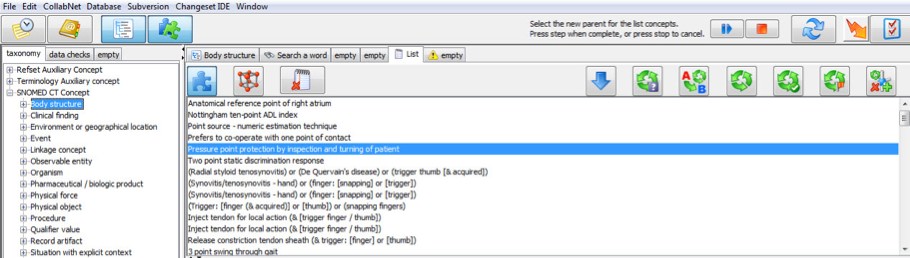 File Edit CollabNet Database Subversion Changeset IDE Window
Select the new parent for the list concepts.
Press step when complete, or press stop to cancel.
taxonomy data checks empty
Body structure Search a word empty empty List empty
Refset Auxiliary Concept
Terminology Auxiliary concept
SNOMED CT Concept
Body structure
Clinical finding
Environment or geographical location
Event
Linkage concept
Observable entity
Organism
Pharmaceutical / biologic product
Physical force
Physical object
Procedure
Qualifier value
Record artifact
Situation with explicit context
A
B
Anatomical reference point of right atrium
Nottingham ten-point ADL index
Point source - numeric estimation technique
Prefers to co-operate with one point of contact
Pressure point protection by inspection and turning of patient
Two point static discrimination response
(Radial styloid tenosynovitis) or (De Quervain's disease) or (trigger thumb [& acquired])
(Synovitis/tenosynovitis - hand) or (finger: [snapping] or [trigger])
(Synovitis/tenosynovitis - hand) or (finger: [snapping] or [trigger])
(Trigger: [finger (& acquired)] or [thumb]) or (snapping fingers)
Inject tendon for local action (& [trigger finger / thumb])
Inject tendon for local action (& [trigger finger / thumb])
Release constriction tendon sheath (& trigger: [finger] or [thumb])
3 point swing through gait